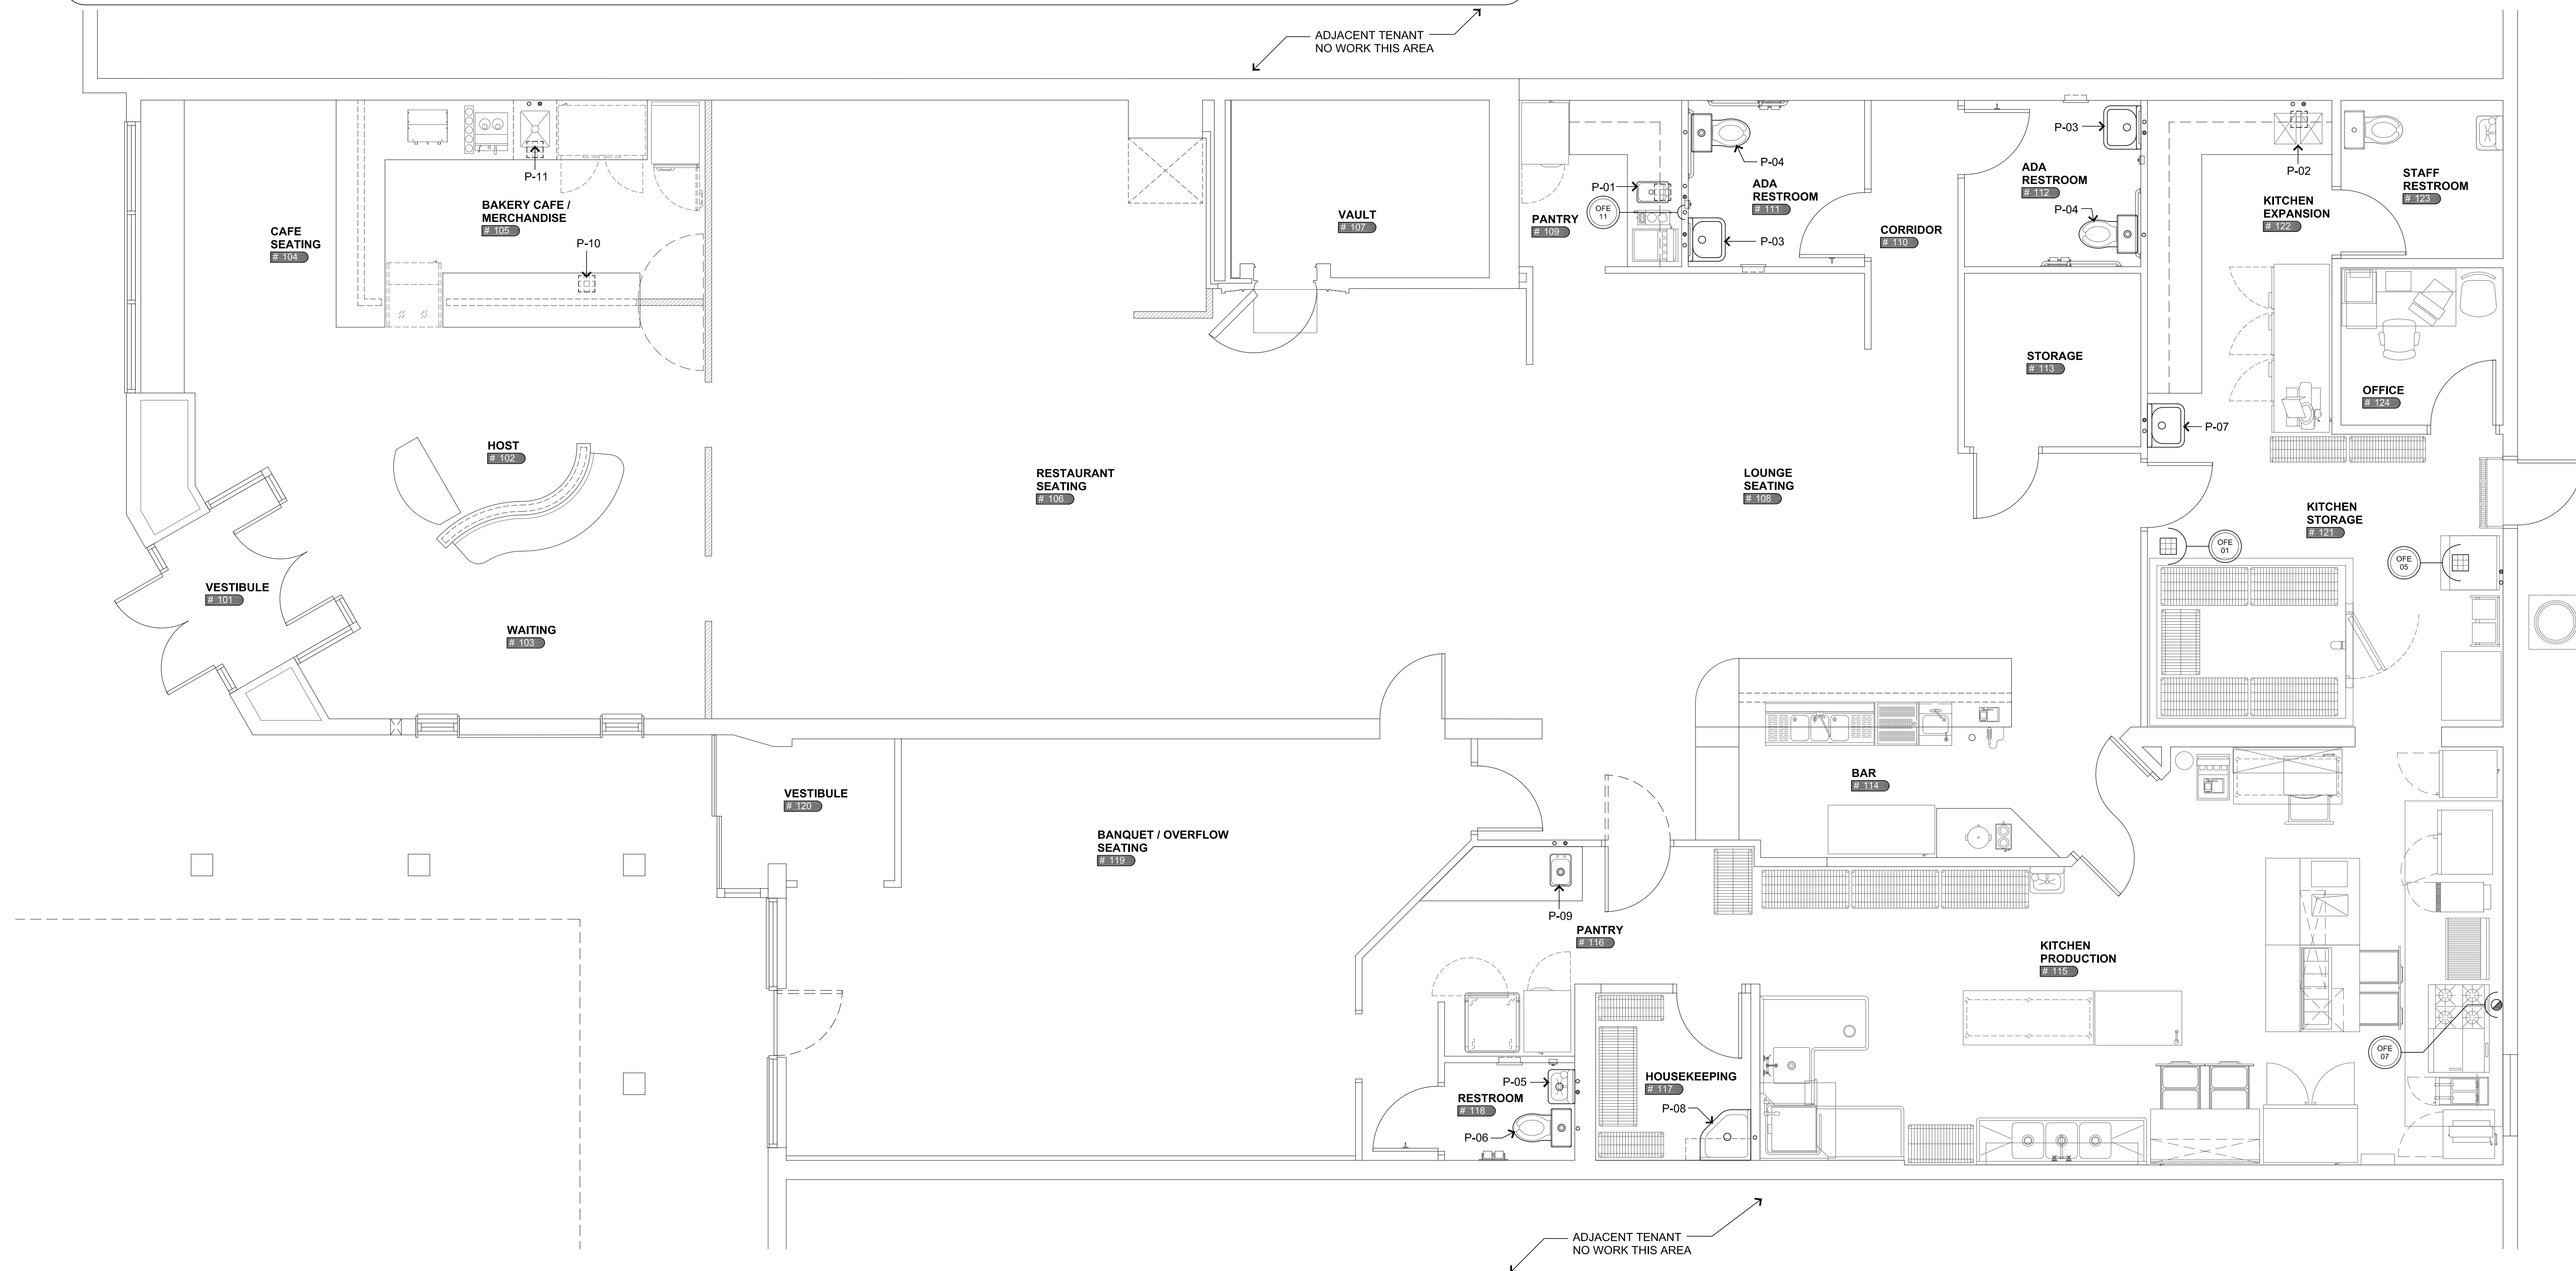 ADJACENT TENANT
NO WORK THIS AREA
P-11
BAKERY CAFE /
MERCHANDISE
# 105
P-10
CAFE
SEATING
# 104
VAULT
# 107
P-01
OFE
11
PANTRY
# 109
P-04
ADA
RESTROOM
# 111
P-03
CORRIDOR
# 110
P-03
ADA
RESTROOM
# 112
P-04
P-02
KITCHEN
EXPANSION
# 122
STAFF
RESTROOM
# 123
STORAGE
# 113
OFFICE
# 124
P-07
HOST
# 102
RESTAURANT
SEATING
# 106
LOUNGE
SEATING
# 108
KITCHEN
STORAGE
# 121
OFE
01
OFE
05
VESTIBULE
# 101
WAITING
# 103
VESTIBULE
# 120
BANQUET / OVERFLOW
SEATING
# 119
BAR
# 114
P-09
PANTRY
# 116
KITCHEN
PRODUCTION
# 115
OFE
07
P-05
RESTROOM
# 118
P-06
HOUSEKEEPING
# 117
P-08
ADJACENT TENANT
NO WORK THIS AREA